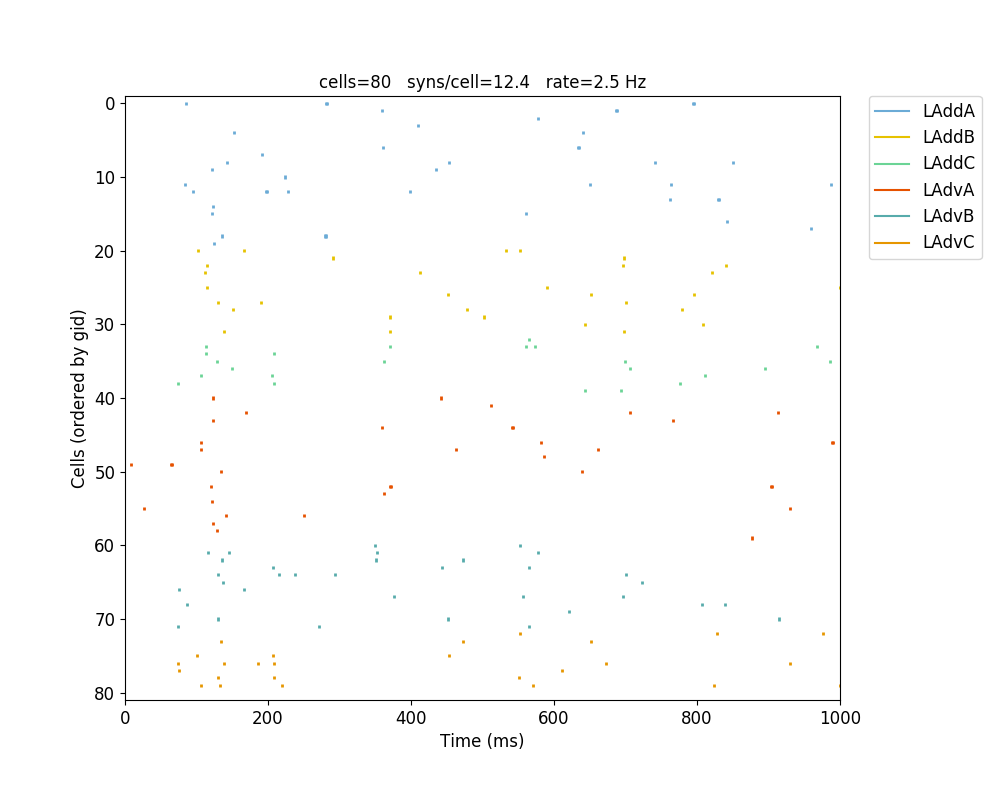 cells=80 syns/cell=12.4 rate=2.5 Hz
0
10
20
30
40
50
60
70
80
Cells (ordered by gid)
0 200 400 600 800 1000
Time (ms)
LAddA
LAddB
LAddC
LAdvA
LAdvB
LAdvC